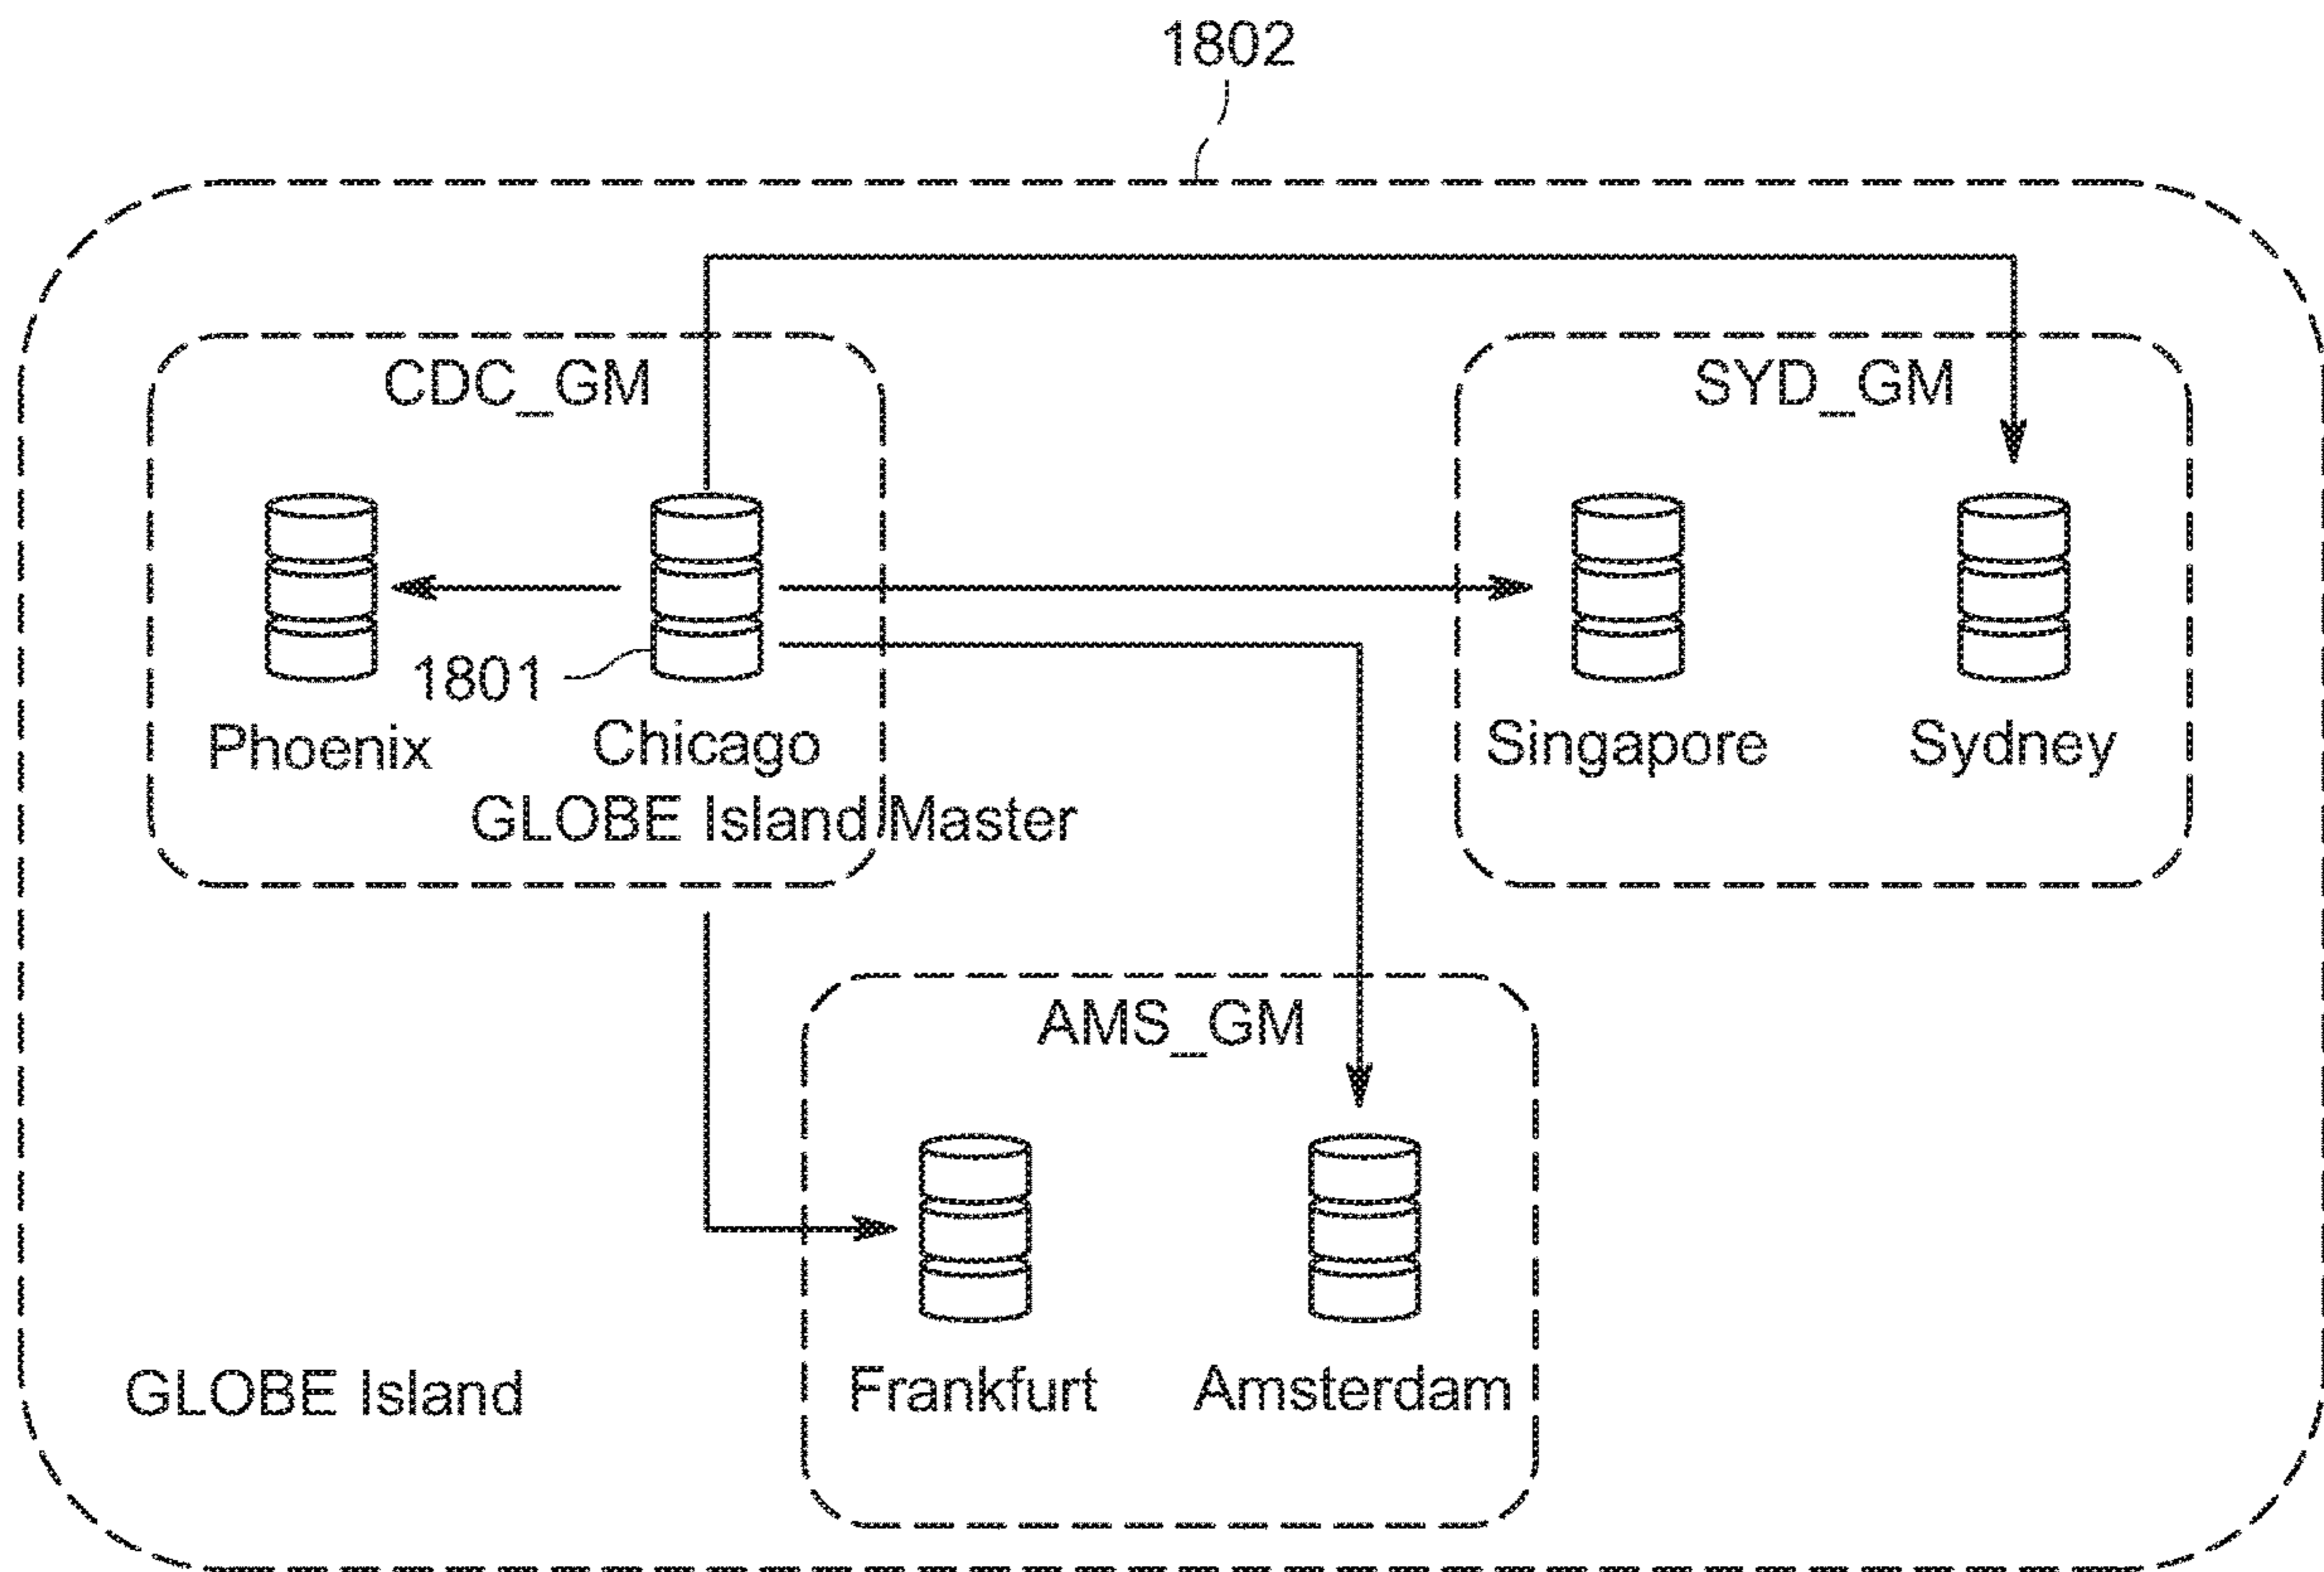 1802
CDC_GM
SYD_GM
1801
Phoenix
Chicago
Singapore
Sydney
GLOBE Island Master
AMS_GM
Frankfurt
Amsterdam
GLOBE Island